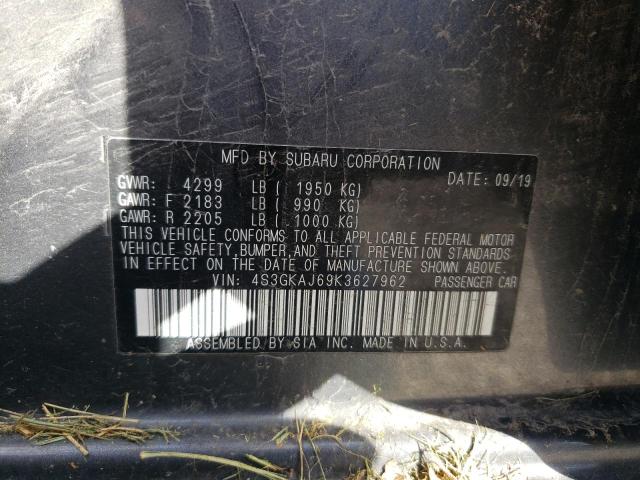 MFD BY SUBARU CORPORATION
GVWR: 4299 LB ( 1950 KG) DATE: 09/19
GAWR: F 2183 LB ( 990 KG)
GAWR: R 2205 LB ( 1000 KG)
THIS VEHICLE CONFORMS TO ALL APPLICABLE FEDERAL MOTOR
VEHICLE SAFETY, BUMPER, AND THEFT PREVENTION STANDARDS
IN EFFECT ON THE DATE OF MANUFACTURE SHOWN ABOVE.
VIN: 4S3GKAJ69K3627962 PASSENGER CAR
ASSEMBLED BY SIA INC. MADE IN U.S.A.